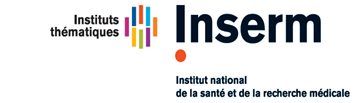 Instituts
thématiques
Inserm
Institut national
de la santé et de la recherche médicale